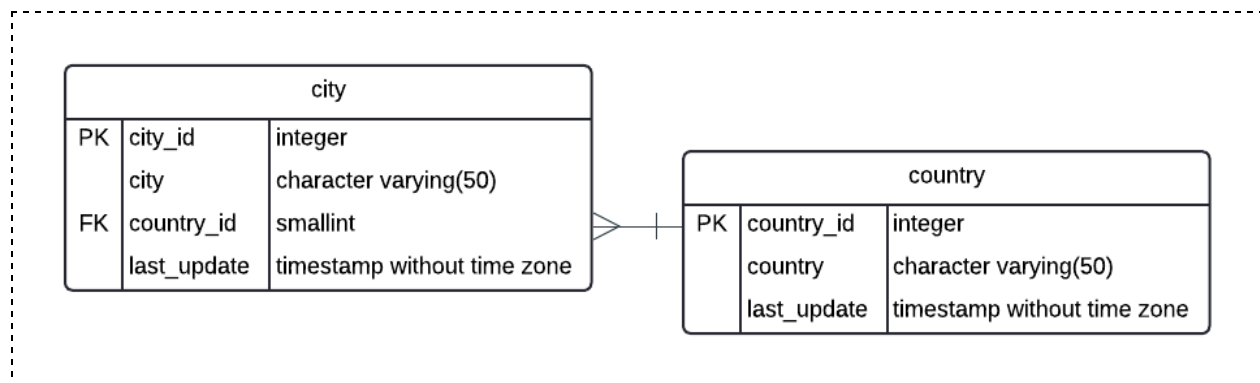 city
PK city_id integer
city character varying(50)
FK country_id smallint
last_update timestamp without time zone
country
PK country_id integer
country character varying(50)
last_update timestamp without time zone